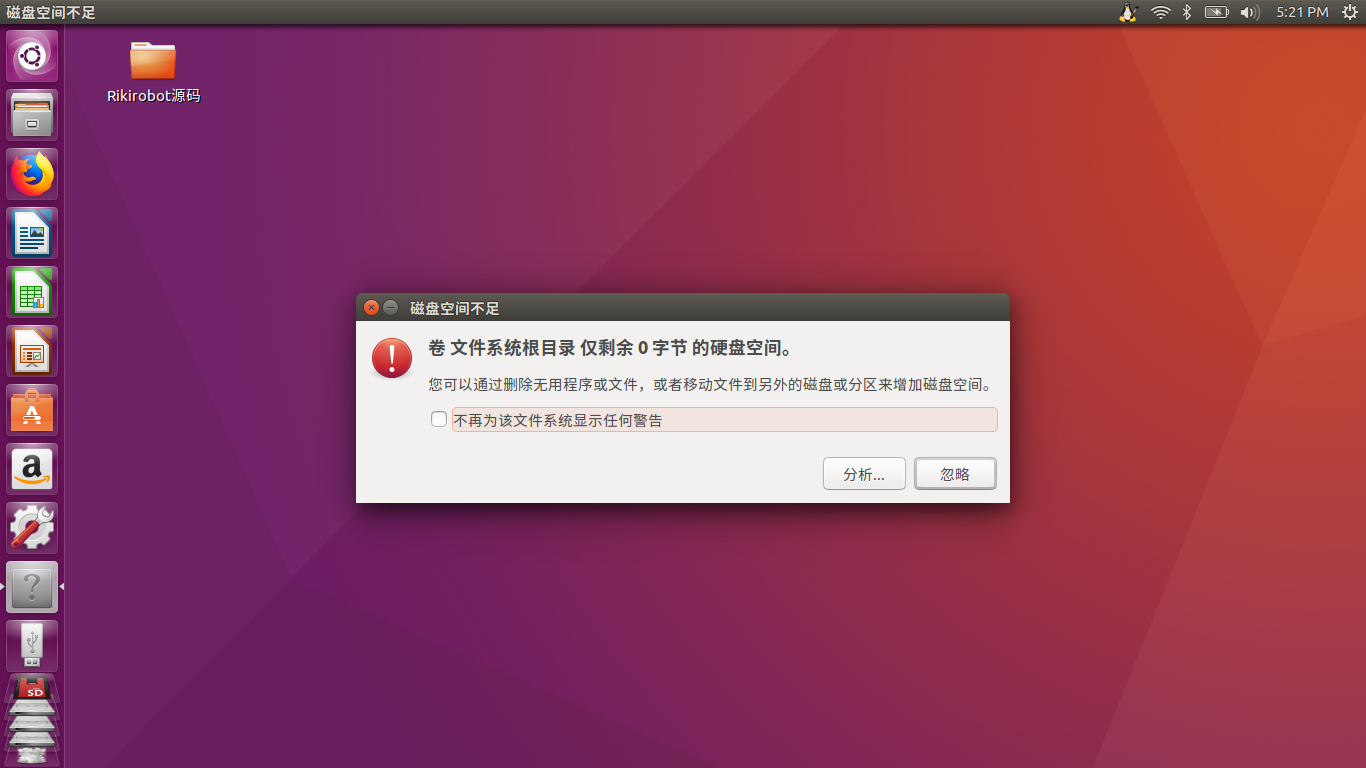 磁盘空间不足
5:21 PM
Rikirobot源码
磁盘空间不足
卷 文件系统根目录 仅剩余 0 字节 的硬盘空间。
您可以通过删除无用程序或文件，或者移动文件到另外的磁盘或分区来增加磁盘空间。
不再为该文件系统显示任何警告
分析... 忽略
SD